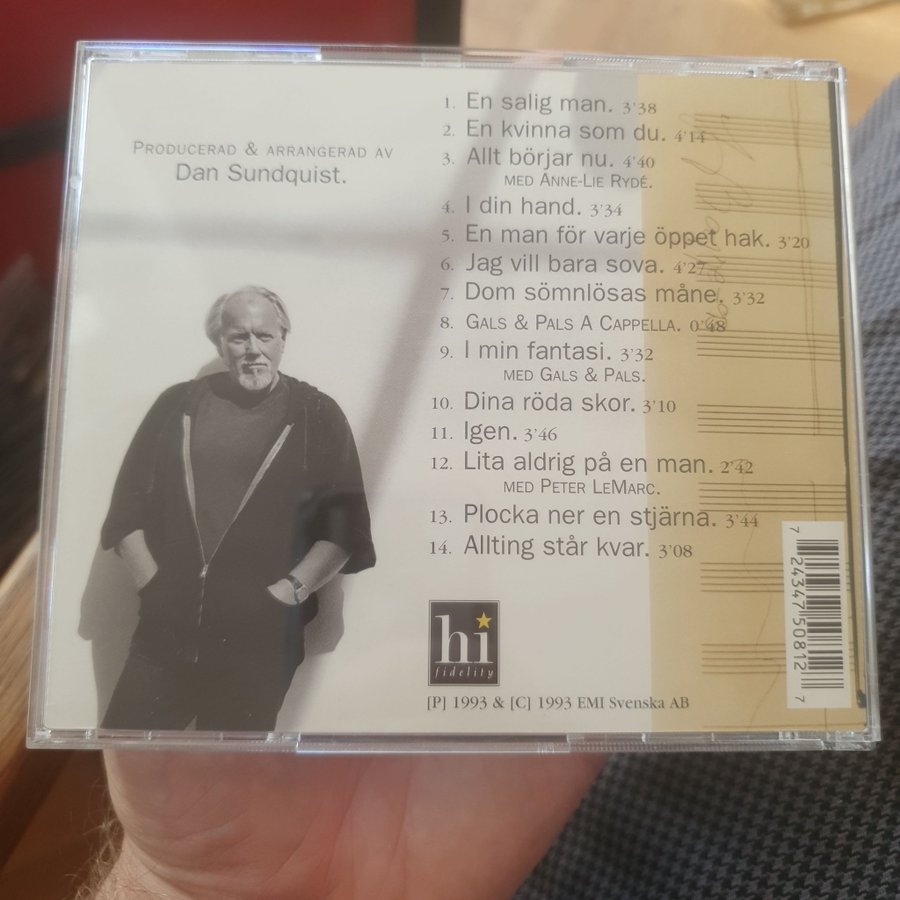 PRODUCERAD & ARRANGERAD AV
Dan Sundquist.
1. En salig man. 3'38
2. En kvinna som du. 4'14
3. Allt börjar nu. 4'40
MED ANNE-LIE RYDÉ.
4. I din hand. 3'34
5. En man för varje öppet hak. 3'20
6. Jag vill bara sova. 4'27
7. Dom sömnlösas måne. 3'32
8. GALS & PALS A CAPPELLA. 0'48
9. I min fantasi. 3'32
MED GALS & PALS.
10. Dina röda skor. 3'10
11. Igen. 3'46
12. Lita aldrig på en man. 2'42
MED PETER LEMARC.
13. Plocka ner en stjärna. 3'44
14. Allting står kvar. 3'08
hi
fidelity
[P] 1993 & [C] 1993 EMI Svenska AB
7 24347 50812 7